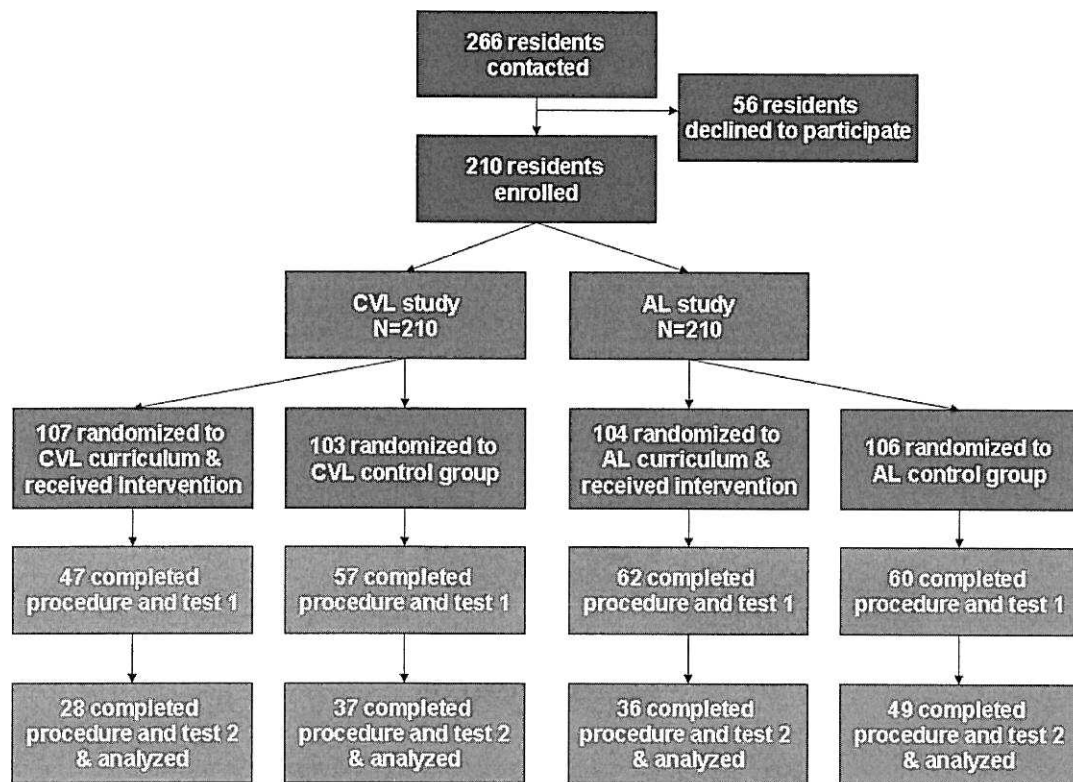 266 residents
contacted
56 residents
declined to participate
210 residents
enrolled
CVL study
N=210
AL study
N=210
107 randomized to
CVL curriculum &
received intervention
103 randomized to
CVL control group
104 randomized to
AL curriculum &
received intervention
106 randomized to
AL control group
47 completed
procedure and test 1
57 completed
procedure and test 1
62 completed
procedure and test 1
60 completed
procedure and test 1
28 completed
procedure and test 2
& analyzed
37 completed
procedure and test 2
& analyzed
36 completed
procedure and test 2
& analyzed
49 completed
procedure and test 2
& analyzed